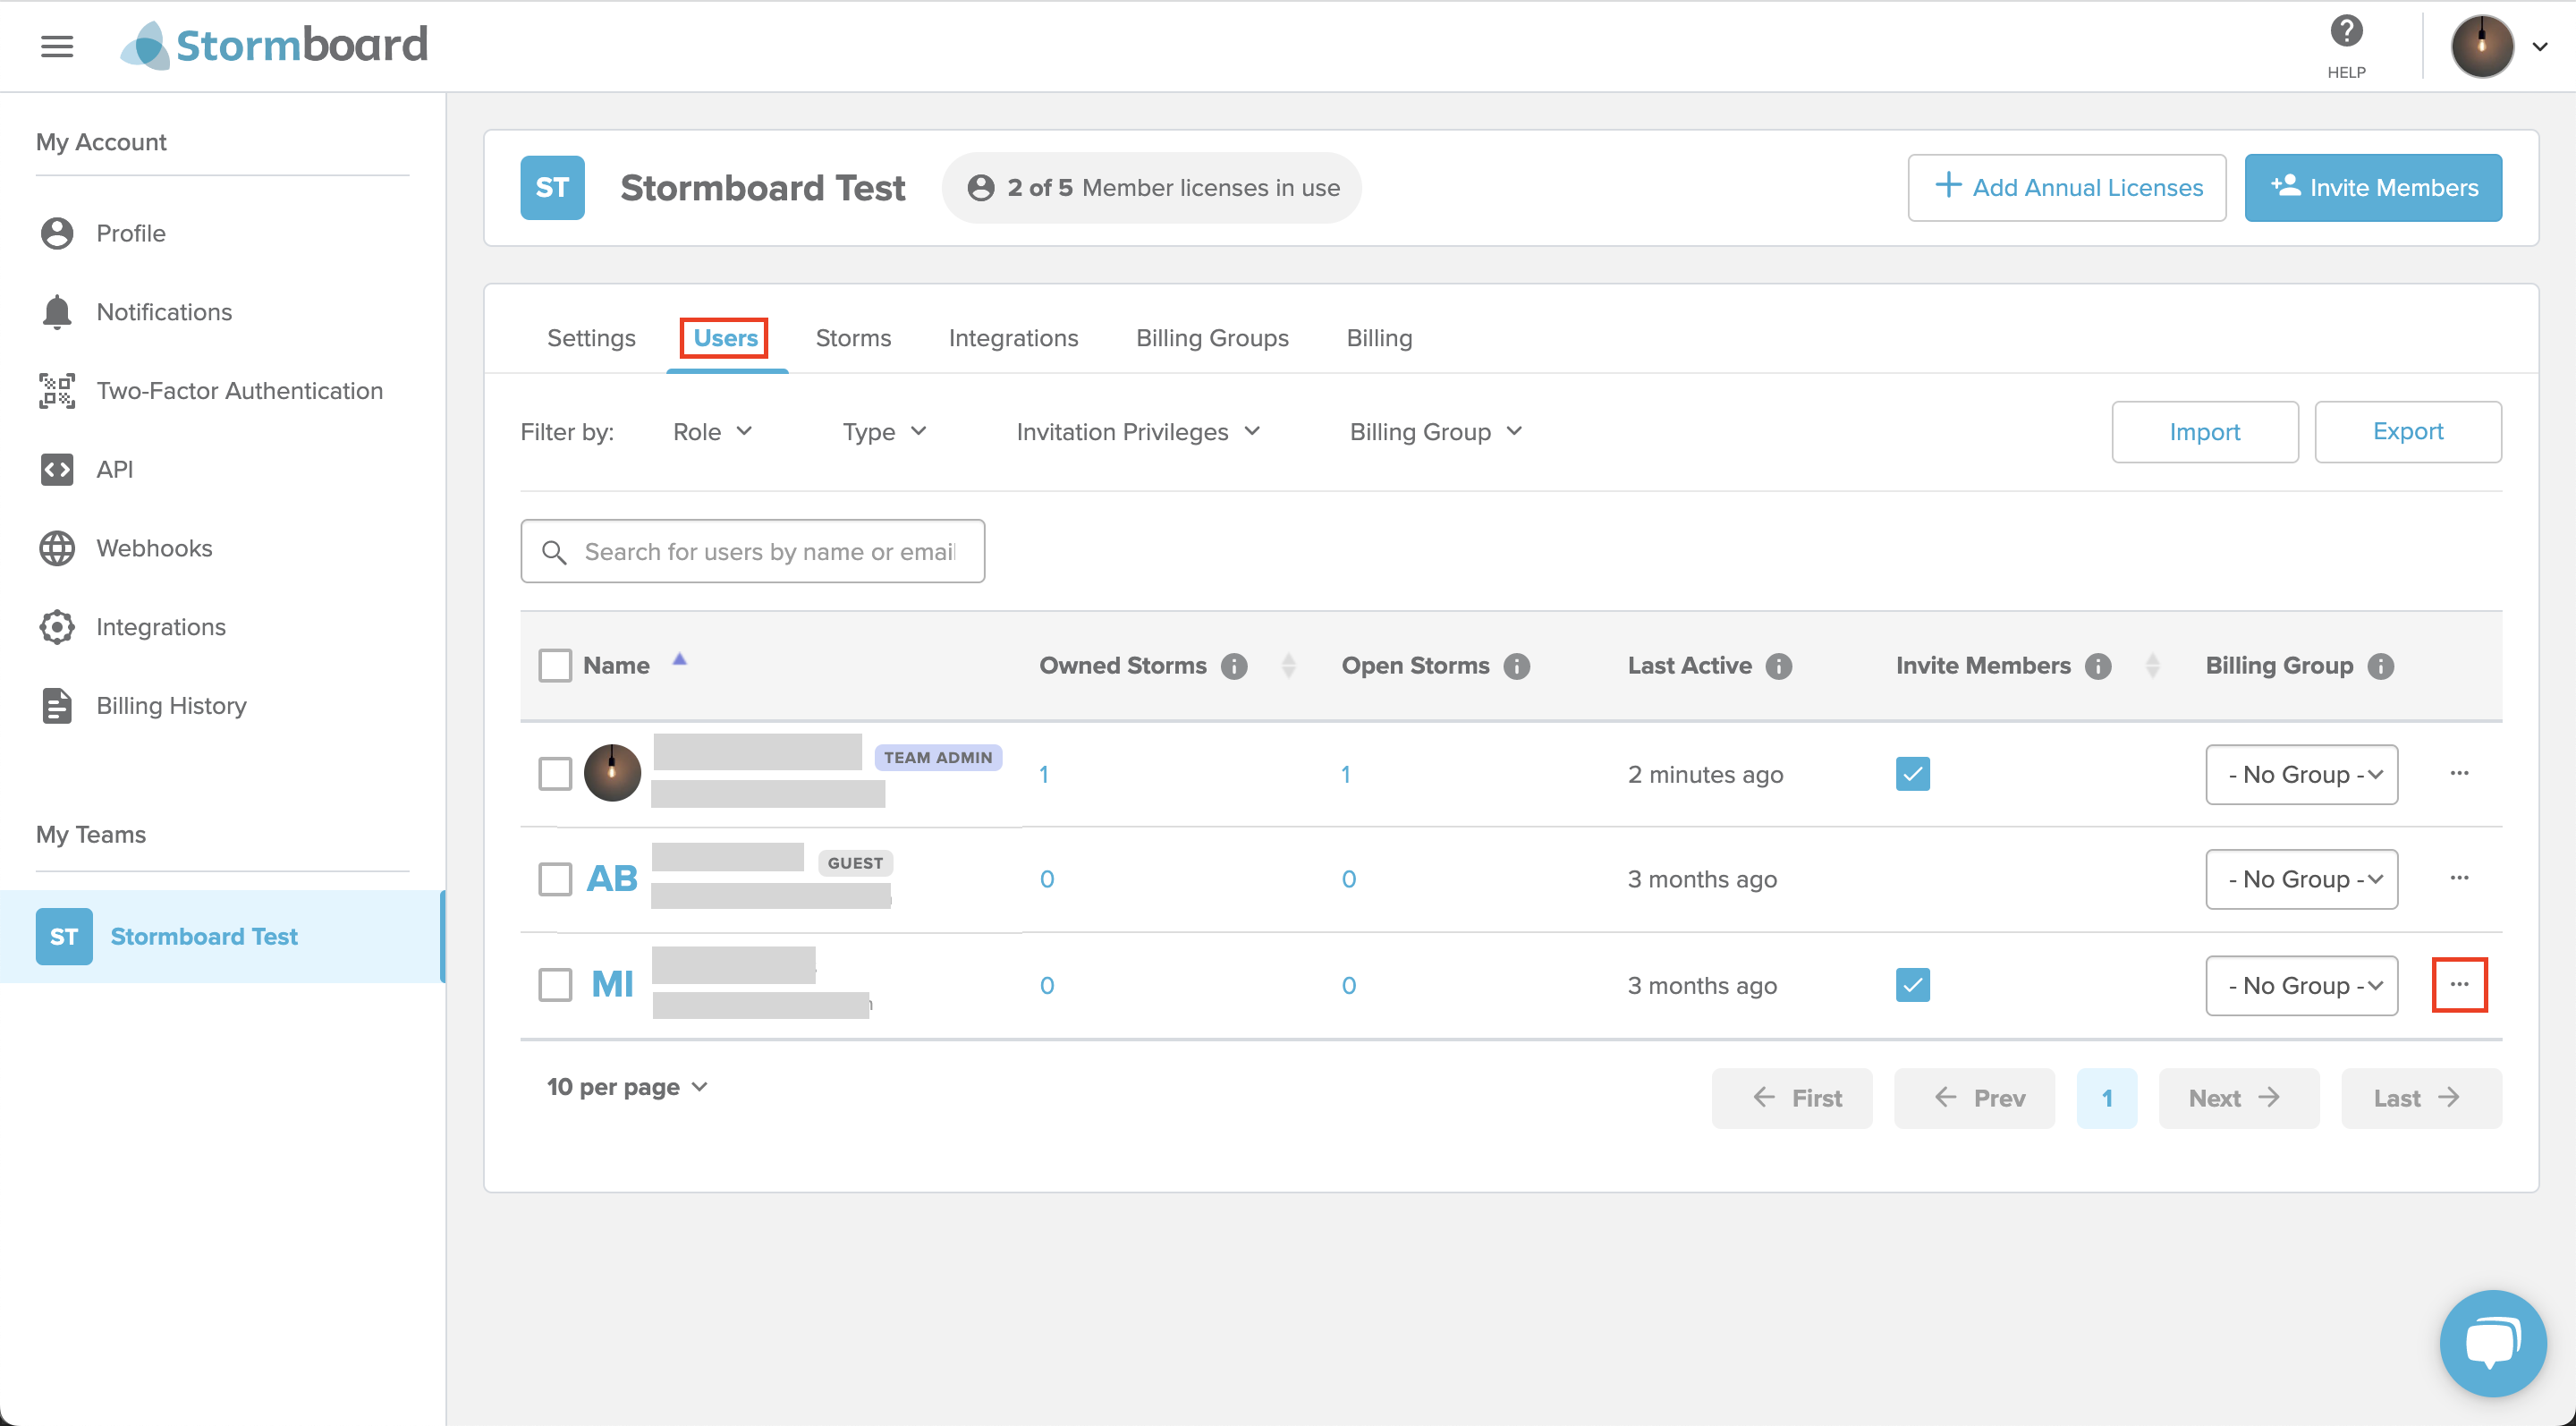 Stormboard
HELP
My Account
Profile
Notifications
Two-Factor Authentication
API
Webhooks
Integrations
Billing History
My Teams
ST Stormboard Test
ST Stormboard Test 2 of 5 Member licenses in use + Add Annual Licenses Invite Members
Settings Users Storms Integrations Billing Groups Billing
Filter by: Role Type Invitation Privileges Billing Group Import Export
Search for users by name or email
Name Owned Storms Open Storms Last Active Invite Members Billing Group
TEAM ADMIN 1 1 2 minutes ago - No Group - ...
AB GUEST 0 0 3 months ago - No Group - ...
MI 0 0 3 months ago - No Group - ...
10 per page ← First ← Prev 1 Next → Last →